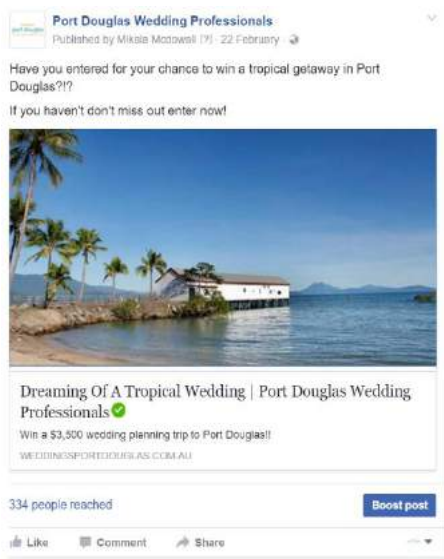 Port Douglas Wedding Professionals
Published by Mikala Mcdowall [?] · 22 February ·
Have you entered for your chance to win a tropical getaway in Port
Douglas?!?
If you haven't don't miss out enter now!
Dreaming Of A Tropical Wedding | Port Douglas Wedding
Professionals
Win a $3,500 wedding planning trip to Port Douglas!!
WEDDINGSPORTDOUGLAS.COM.AU
334 people reached
Boost post
Like Comment Share